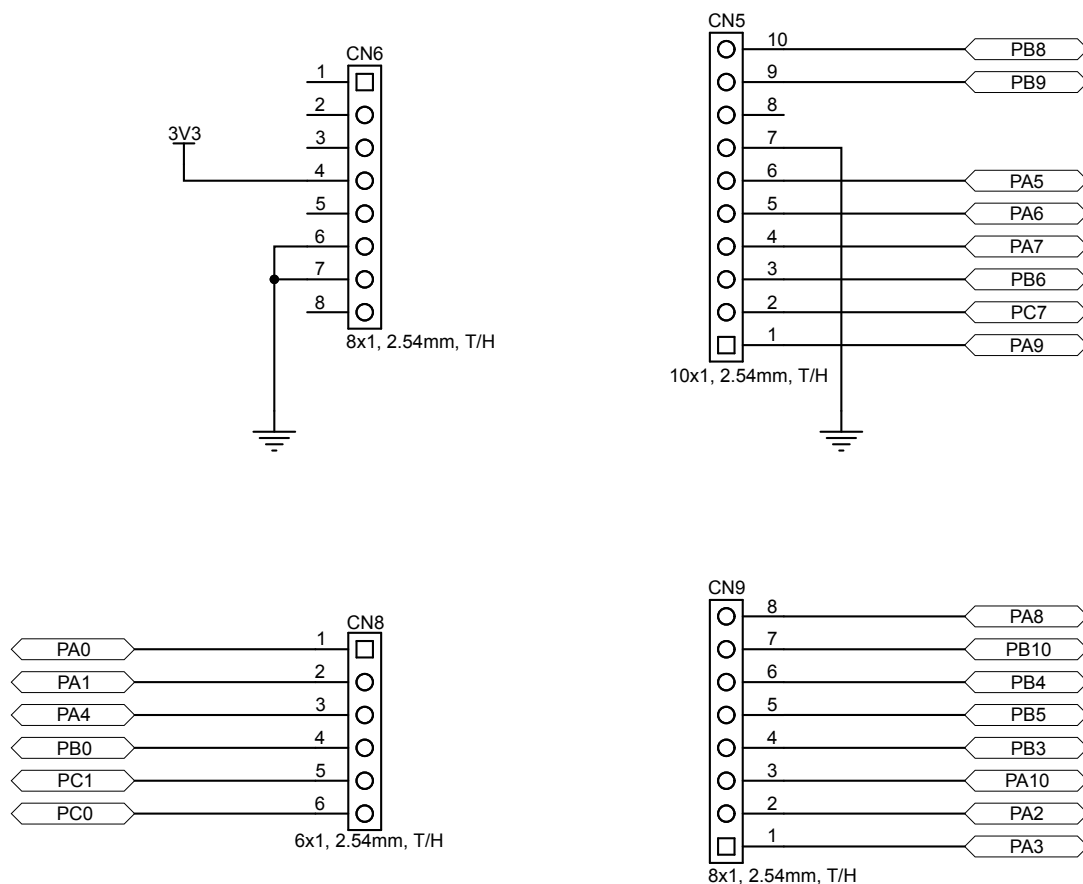 CN6
1
2
3
3V3
4
5
6
7
8
8x1, 2.54mm, T/H
CN5
10 PB8
9 PB9
8
7
6 PA5
5 PA6
4 PA7
3 PB6
2 PC7
1 PA9
10x1, 2.54mm, T/H
CN8
PA0 1
PA1 2
PA4 3
PB0 4
PC1 5
PC0 6
6x1, 2.54mm, T/H
CN9
8 PA8
7 PB10
6 PB4
5 PB5
4 PB3
3 PA10
2 PA2
1 PA3
8x1, 2.54mm, T/H